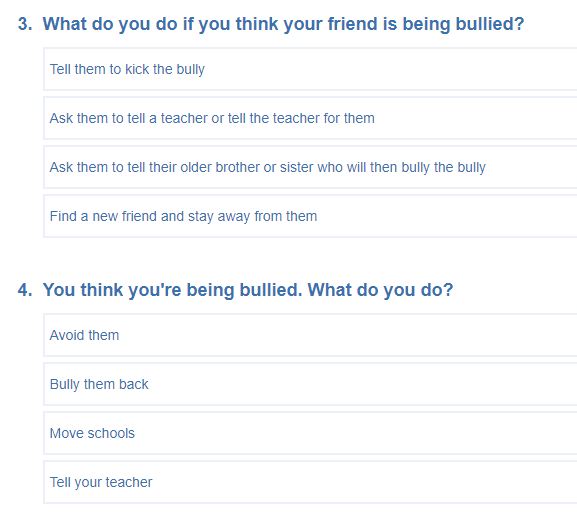 3. What do you do if you think your friend is being bullied?
Tell them to kick the bully
Ask them to tell a teacher or tell the teacher for them
Ask them to tell their older brother or sister who will then bully the bully
Find a new friend and stay away from them
4. You think you're being bullied. What do you do?
Avoid them
Bully them back
Move schools
Tell your teacher